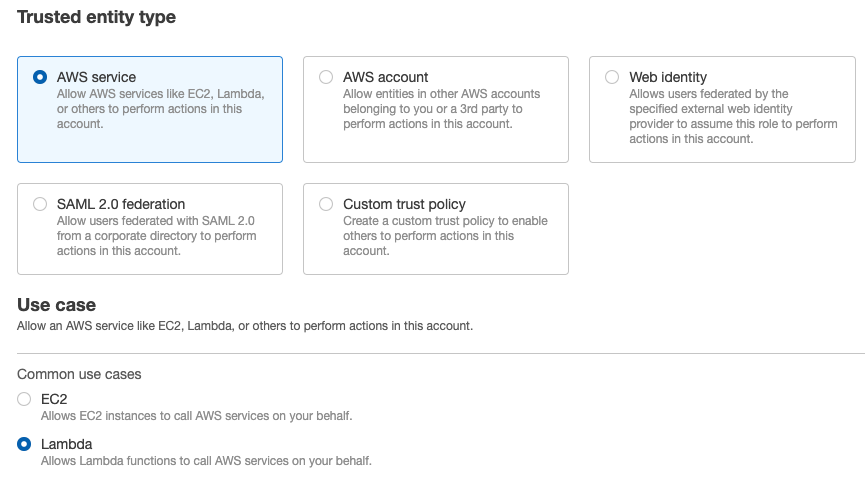 Trusted entity type
AWS service
Allow AWS services like EC2, Lambda,
or others to perform actions in this
account.
AWS account
Allow entities in other AWS accounts
belonging to you or a 3rd party to
perform actions in this account.
Web identity
Allows users federated by the
specified external web identity
provider to assume this role to perform
actions in this account.
SAML 2.0 federation
Allow users federated with SAML 2.0
from a corporate directory to perform
actions in this account.
Custom trust policy
Create a custom trust policy to enable
others to perform actions in this
account.
Use case
Allow an AWS service like EC2, Lambda, or others to perform actions in this account.
Common use cases
EC2
Allows EC2 instances to call AWS services on your behalf.
Lambda
Allows Lambda functions to call AWS services on your behalf.